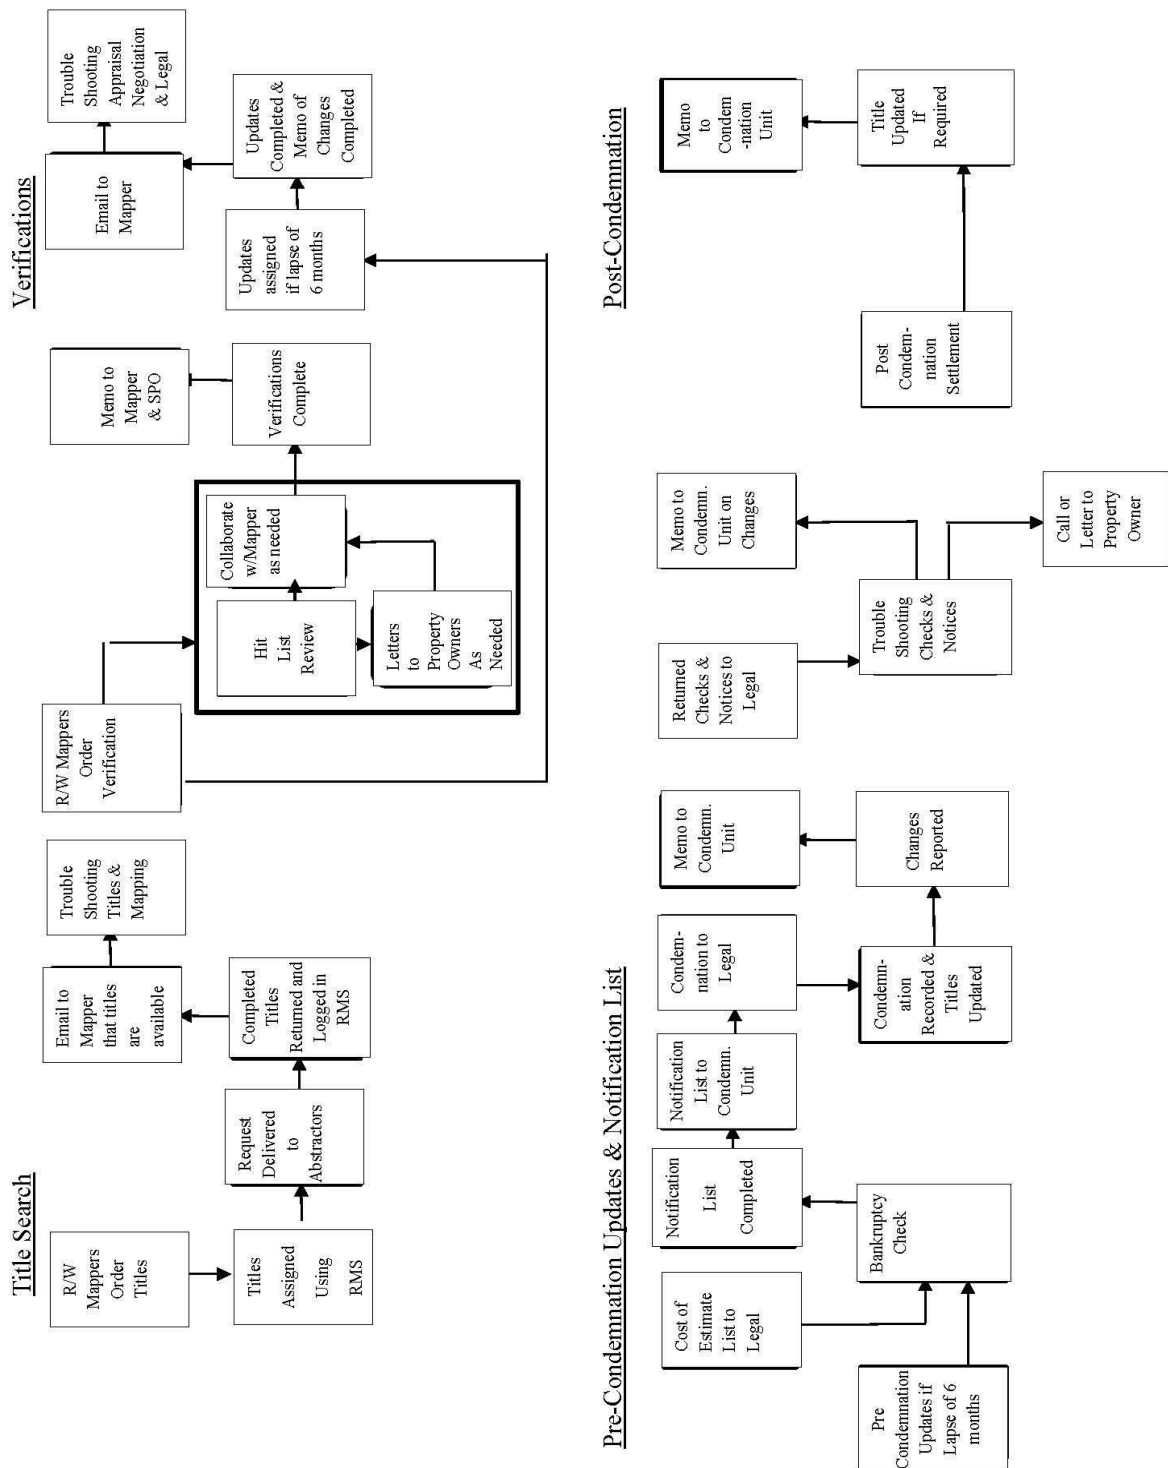 Title Search
R/W
Mappers
Order
Titles
Titles
Assigned
Using
RMS
Request
Delivered
to
Abstractors
Completed
Titles
Returned and
Logged in
RMS
Email to
Mapper
that titles
are
available
Trouble
Shooting
Titles &
Mapping
Verifications
R/W Mappers
Order
Verification
Hit
List
Review
Letters
to
Property
Owners
As
Needed
Collaborate
w/Mapper
as needed
Verifications
Complete
Memo to
Mapper
& SPO
Updates
assigned
if lapse of
6 months
Updates
Completed &
Memo of
Changes
Completed
Email to
Mapper
Trouble
Shooting
Appraisal
Negotiation
& Legal
Pre-Condemnation Updates & Notification List
Cost of
Estimate
List to
Legal
Pre
Condemnation
Updates if
Lapse of 6
months
Bankruptcy
Check
Notification
List
Completed
Notification
List to
Condemn.
Unit
Condem-
nation to
Legal
Condemn-
ation
Recorded &
Titles
Updated
Changes
Reported
Memo to
Condemn.
Unit
Returned
Checks &
Notices to
Legal
Trouble
Shooting
Checks &
Notices
Memo to
Condemn.
Unit on
Changes
Call or
Letter to
Property
Owner
Post-Condemnation
Post
Condem-
nation
Settlement
Title
Updated
If
Required
Memo
to
Condem
-nation
Unit